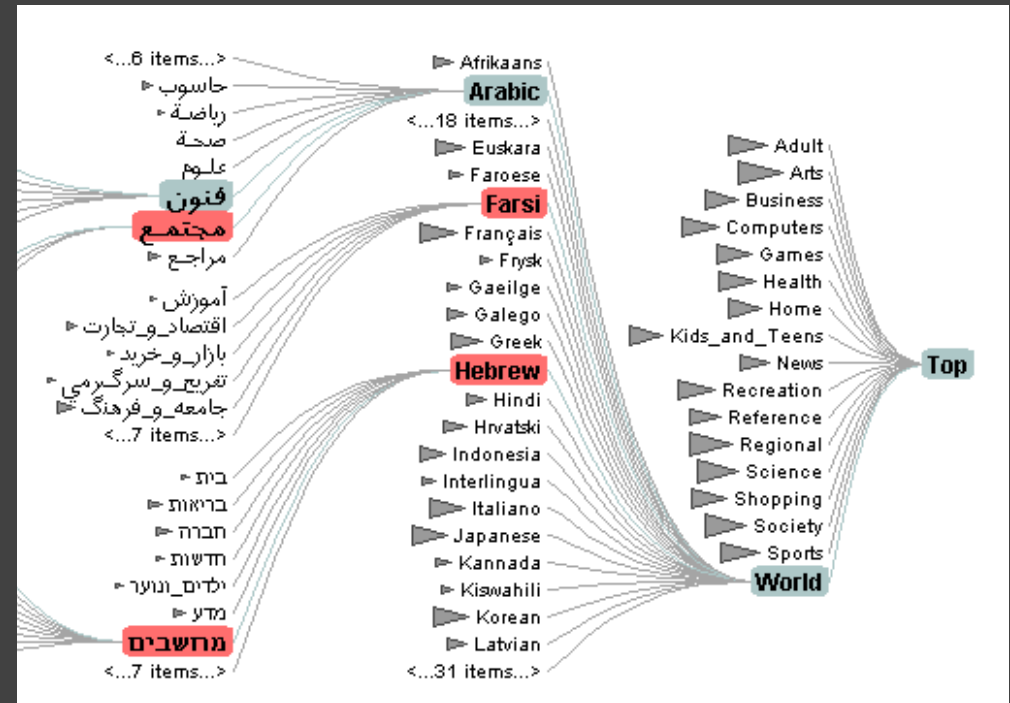 <...6 items...>
حاسوب
رياضة
صحة
علوم
فنون
مجتمع
مراجع
آموزش
اقتصاد_و_تجارت
بازار_و_خريد
تفريح_و_سرگرمي
جامعه_و_فرهنگ
<...7 items...>
בית
בריאות
חברה
חדשות
ילדים_ונוער
מדע
מחשבים
<...7 items...>
Afrikaans
Arabic
<...18 items...>
Euskara
Faroese
Farsi
Français
Frysk
Gaeilge
Galego
Greek
Hebrew
Hindi
Hrvatski
Indonesia
Interlingua
Italiano
Japanese
Kannada
Kiswahili
Korean
Latvian
<...31 items...>
Adult
Arts
Business
Computers
Games
Health
Home
Kids_and_Teens
News
Recreation
Reference
Regional
Science
Shopping
Society
Sports
World
Top